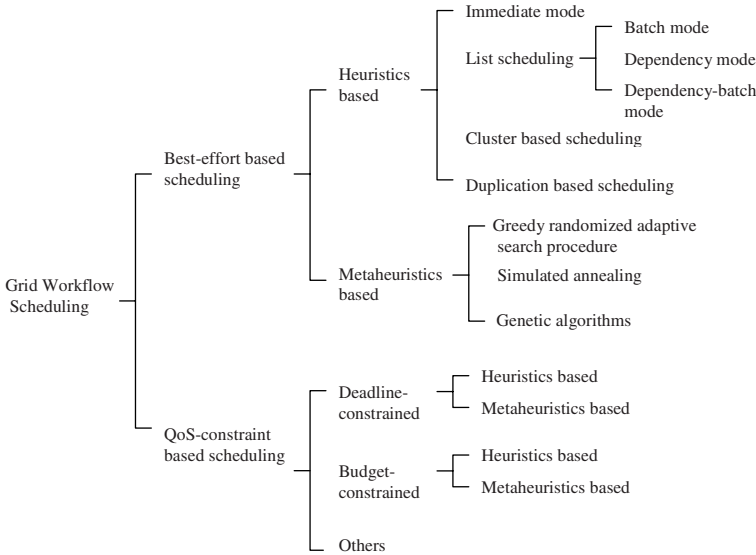 Immediate mode
Batch mode
List scheduling
Dependency mode
Heuristics
based
Dependency-batch
mode
Cluster based scheduling
Best-effort based
scheduling
Duplication based scheduling
Greedy randomized adaptive
search procedure
Metaheuristics
based
Simulated annealing
Grid Workflow
Scheduling
Genetic algorithms
Deadline-
constrained
Heuristics based
Metaheuristics based
QoS-constraint
based scheduling
Budget-
constrained
Heuristics based
Metaheuristics based
Others